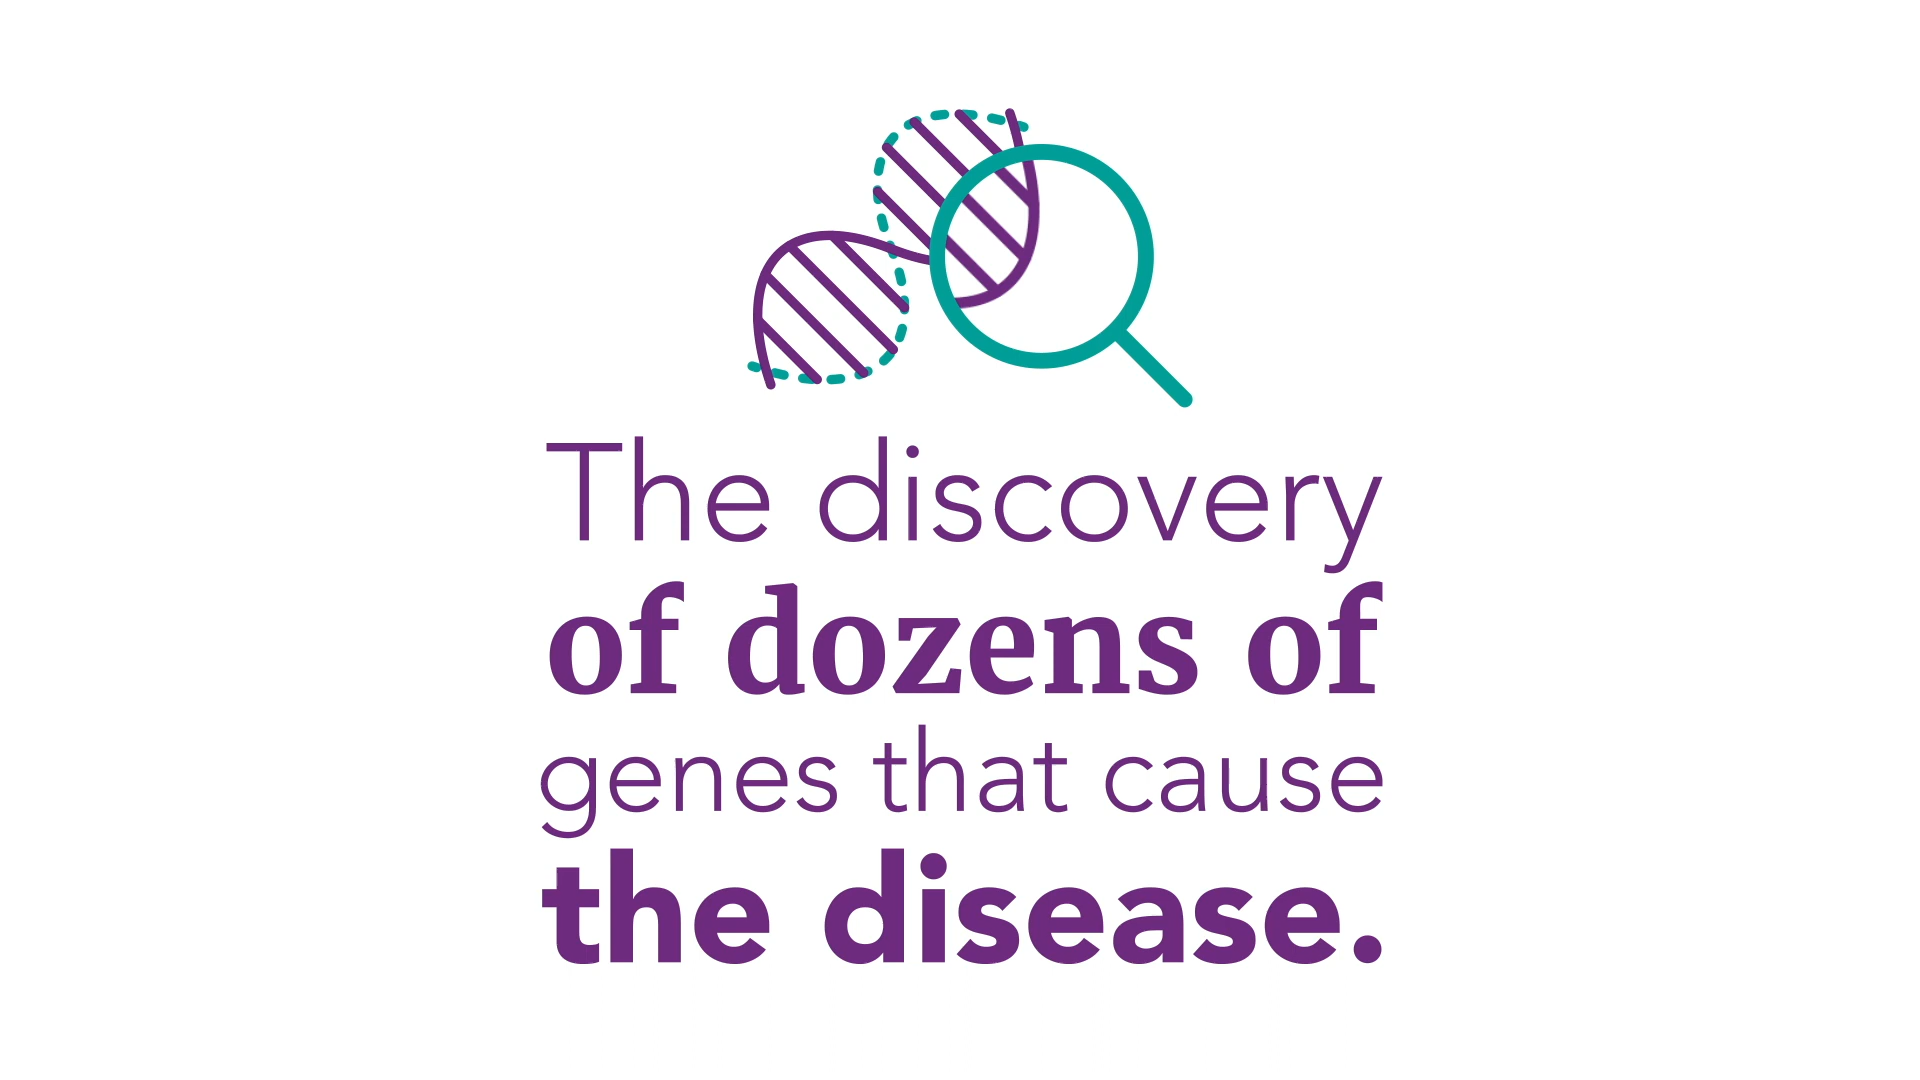 The discovery
of dozens of
genes that cause
the disease.